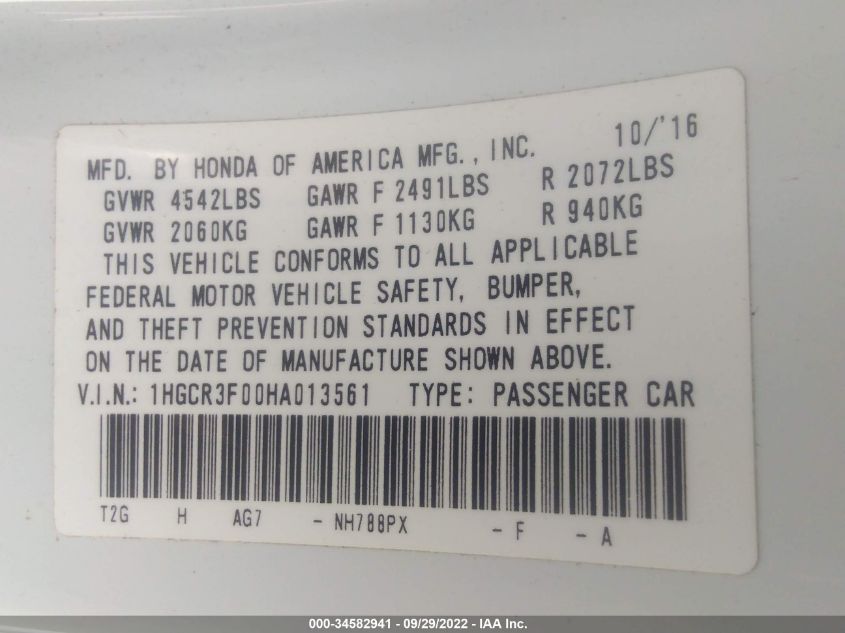 MFD. BY HONDA OF AMERICA MFG., INC. 10/'16
GVWR 4542LBS GAWR F 2491LBS R 2072LBS
GVWR 2060KG GAWR F 1130KG R 940KG
THIS VEHICLE CONFORMS TO ALL APPLICABLE
FEDERAL MOTOR VEHICLE SAFETY, BUMPER,
AND THEFT PREVENTION STANDARDS IN EFFECT
ON THE DATE OF MANUFACTURE SHOWN ABOVE.
V.I.N.: 1HGCR3F00HA013561 TYPE: PASSENGER CAR
T2G H AG7 - NH788PX - F - A
000-34582941 - 09/29/2022 - IAA Inc.